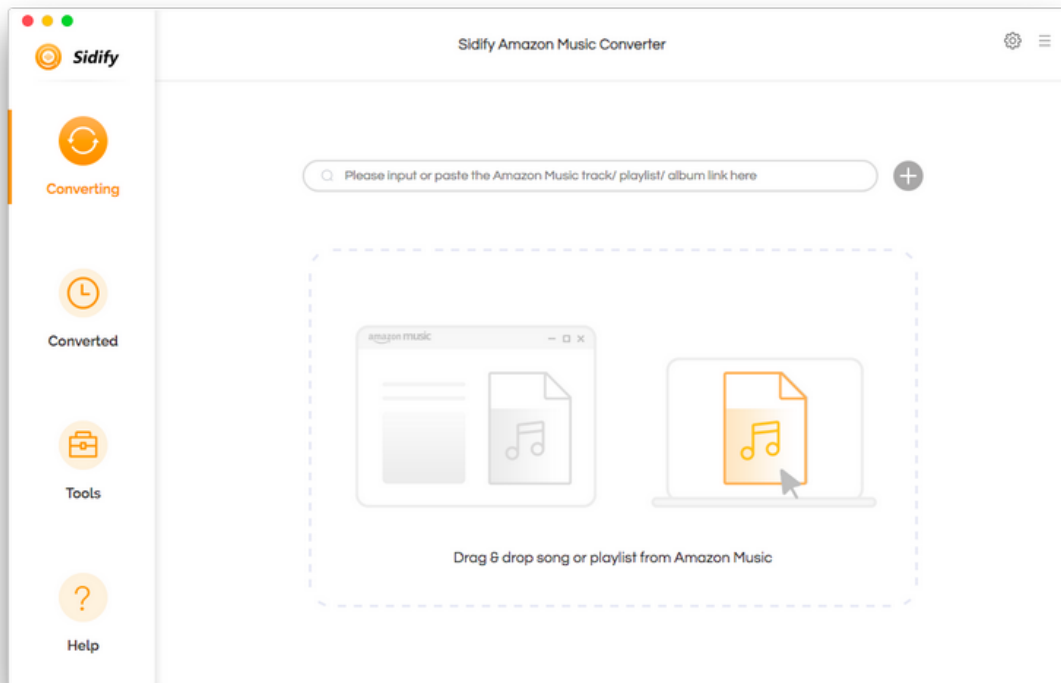 Sidify
Sidify Amazon Music Converter
Converting
Please input or paste the Amazon Music track/ playlist/ album link here
Converted
amazon music
Drag & drop song or playlist from Amazon Music
Tools
?
Help